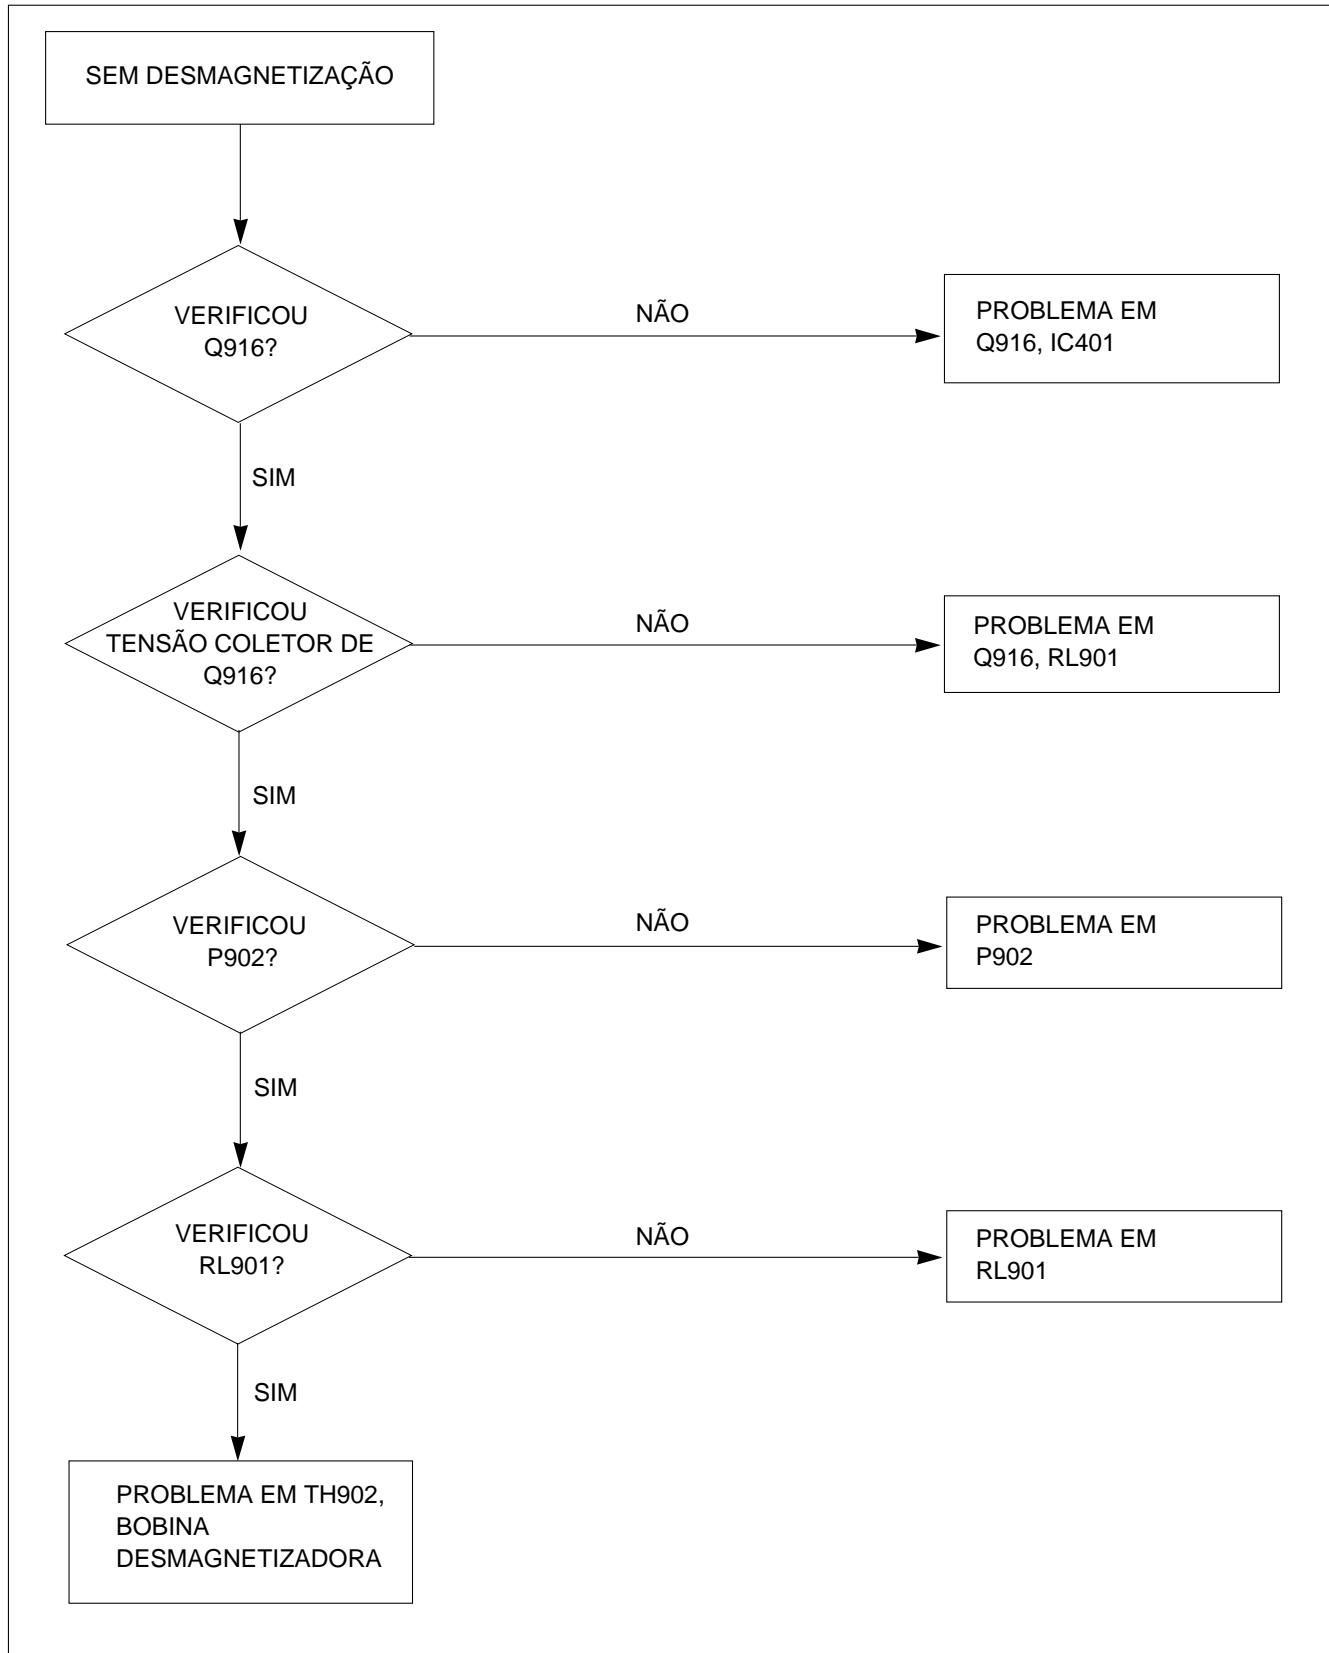 SEM DESMAGNETIZAÇÃO
VERIFICOU
Q916?
NÃO
PROBLEMA EM
Q916, IC401
SIM
VERIFICOU
TENSÃO COLETOR DE
Q916?
NÃO
PROBLEMA EM
Q916, RL901
SIM
VERIFICOU
P902?
NÃO
PROBLEMA EM
P902
SIM
VERIFICOU
RL901?
NÃO
PROBLEMA EM
RL901
SIM
PROBLEMA EM TH902,
BOBINA
DESMAGNETIZADORA